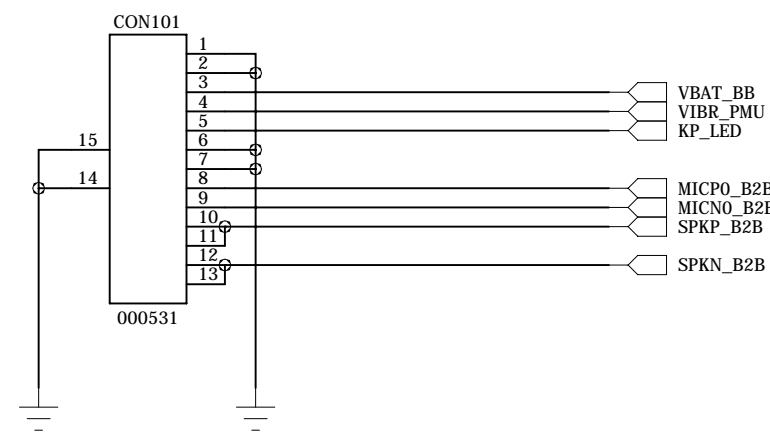 CON101
1
2
3
VBAT_BB
4
VIBR_PMU
5
KP_LED
15
6
7
14
8
MICP0_B2B
9
MICN0_B2B
10
SPKP_B2B
11
12
SPKN_B2B
13
000531